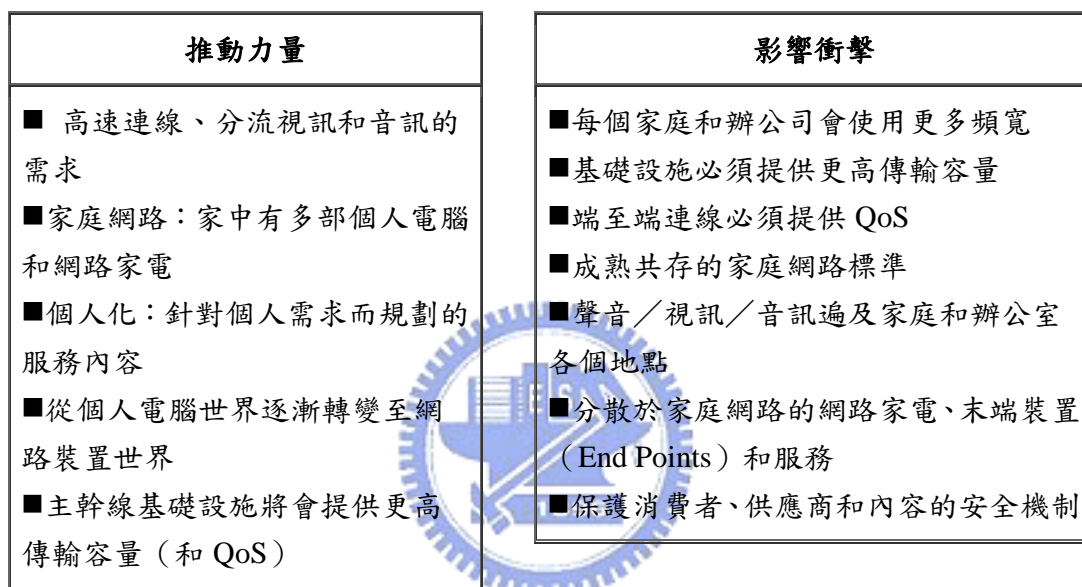 推動力量
■ 高速連線、分流視訊和音訊的
需求
■家庭網路：家中有多部個人電腦
和網路家電
■個人化：針對個人需求而規劃的
服務內容
■從個人電腦世界逐漸轉變至網
路裝置世界
■主幹線基礎設施將會提供更高
傳輸容量（和 QoS）
影響衝擊
■每個家庭和辦公司會使用更多頻寬
■基礎設施必須提供更高傳輸容量
■端至端連線必須提供 QoS
■成熟共存的家庭網路標準
■聲音／視訊／音訊遍及家庭和辦公室
各個地點
■分散於家庭網路的網路家電、末端裝置
（End Points）和服務
■保護消費者、供應商和內容的安全機制